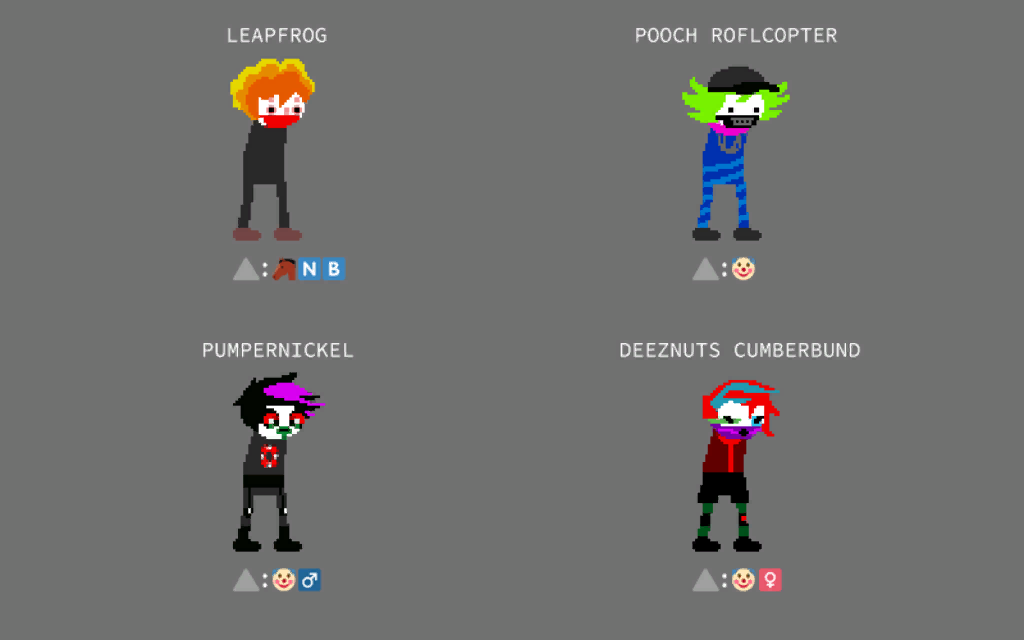 LEAPFROG
POOCH ROFLCOPTER
: N B
:
PUMPERNICKEL
DEEZNUTS CUMBERBUND
: ♂
: ♀